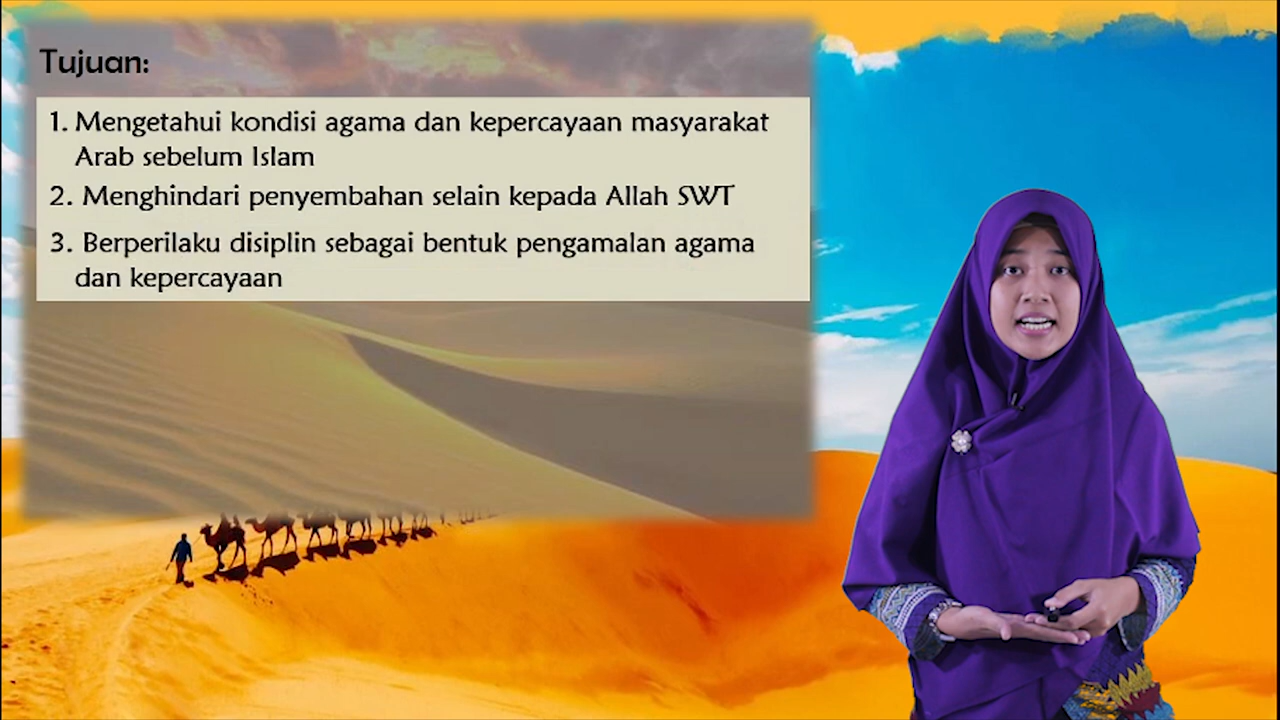 Tujuan:
1. Mengetahui kondisi agama dan kepercayaan masyarakat
Arab sebelum Islam
2. Menghindari penyembahan selain kepada Allah SWT
3. Berperilaku disiplin sebagai bentuk pengamalan agama
dan kepercayaan